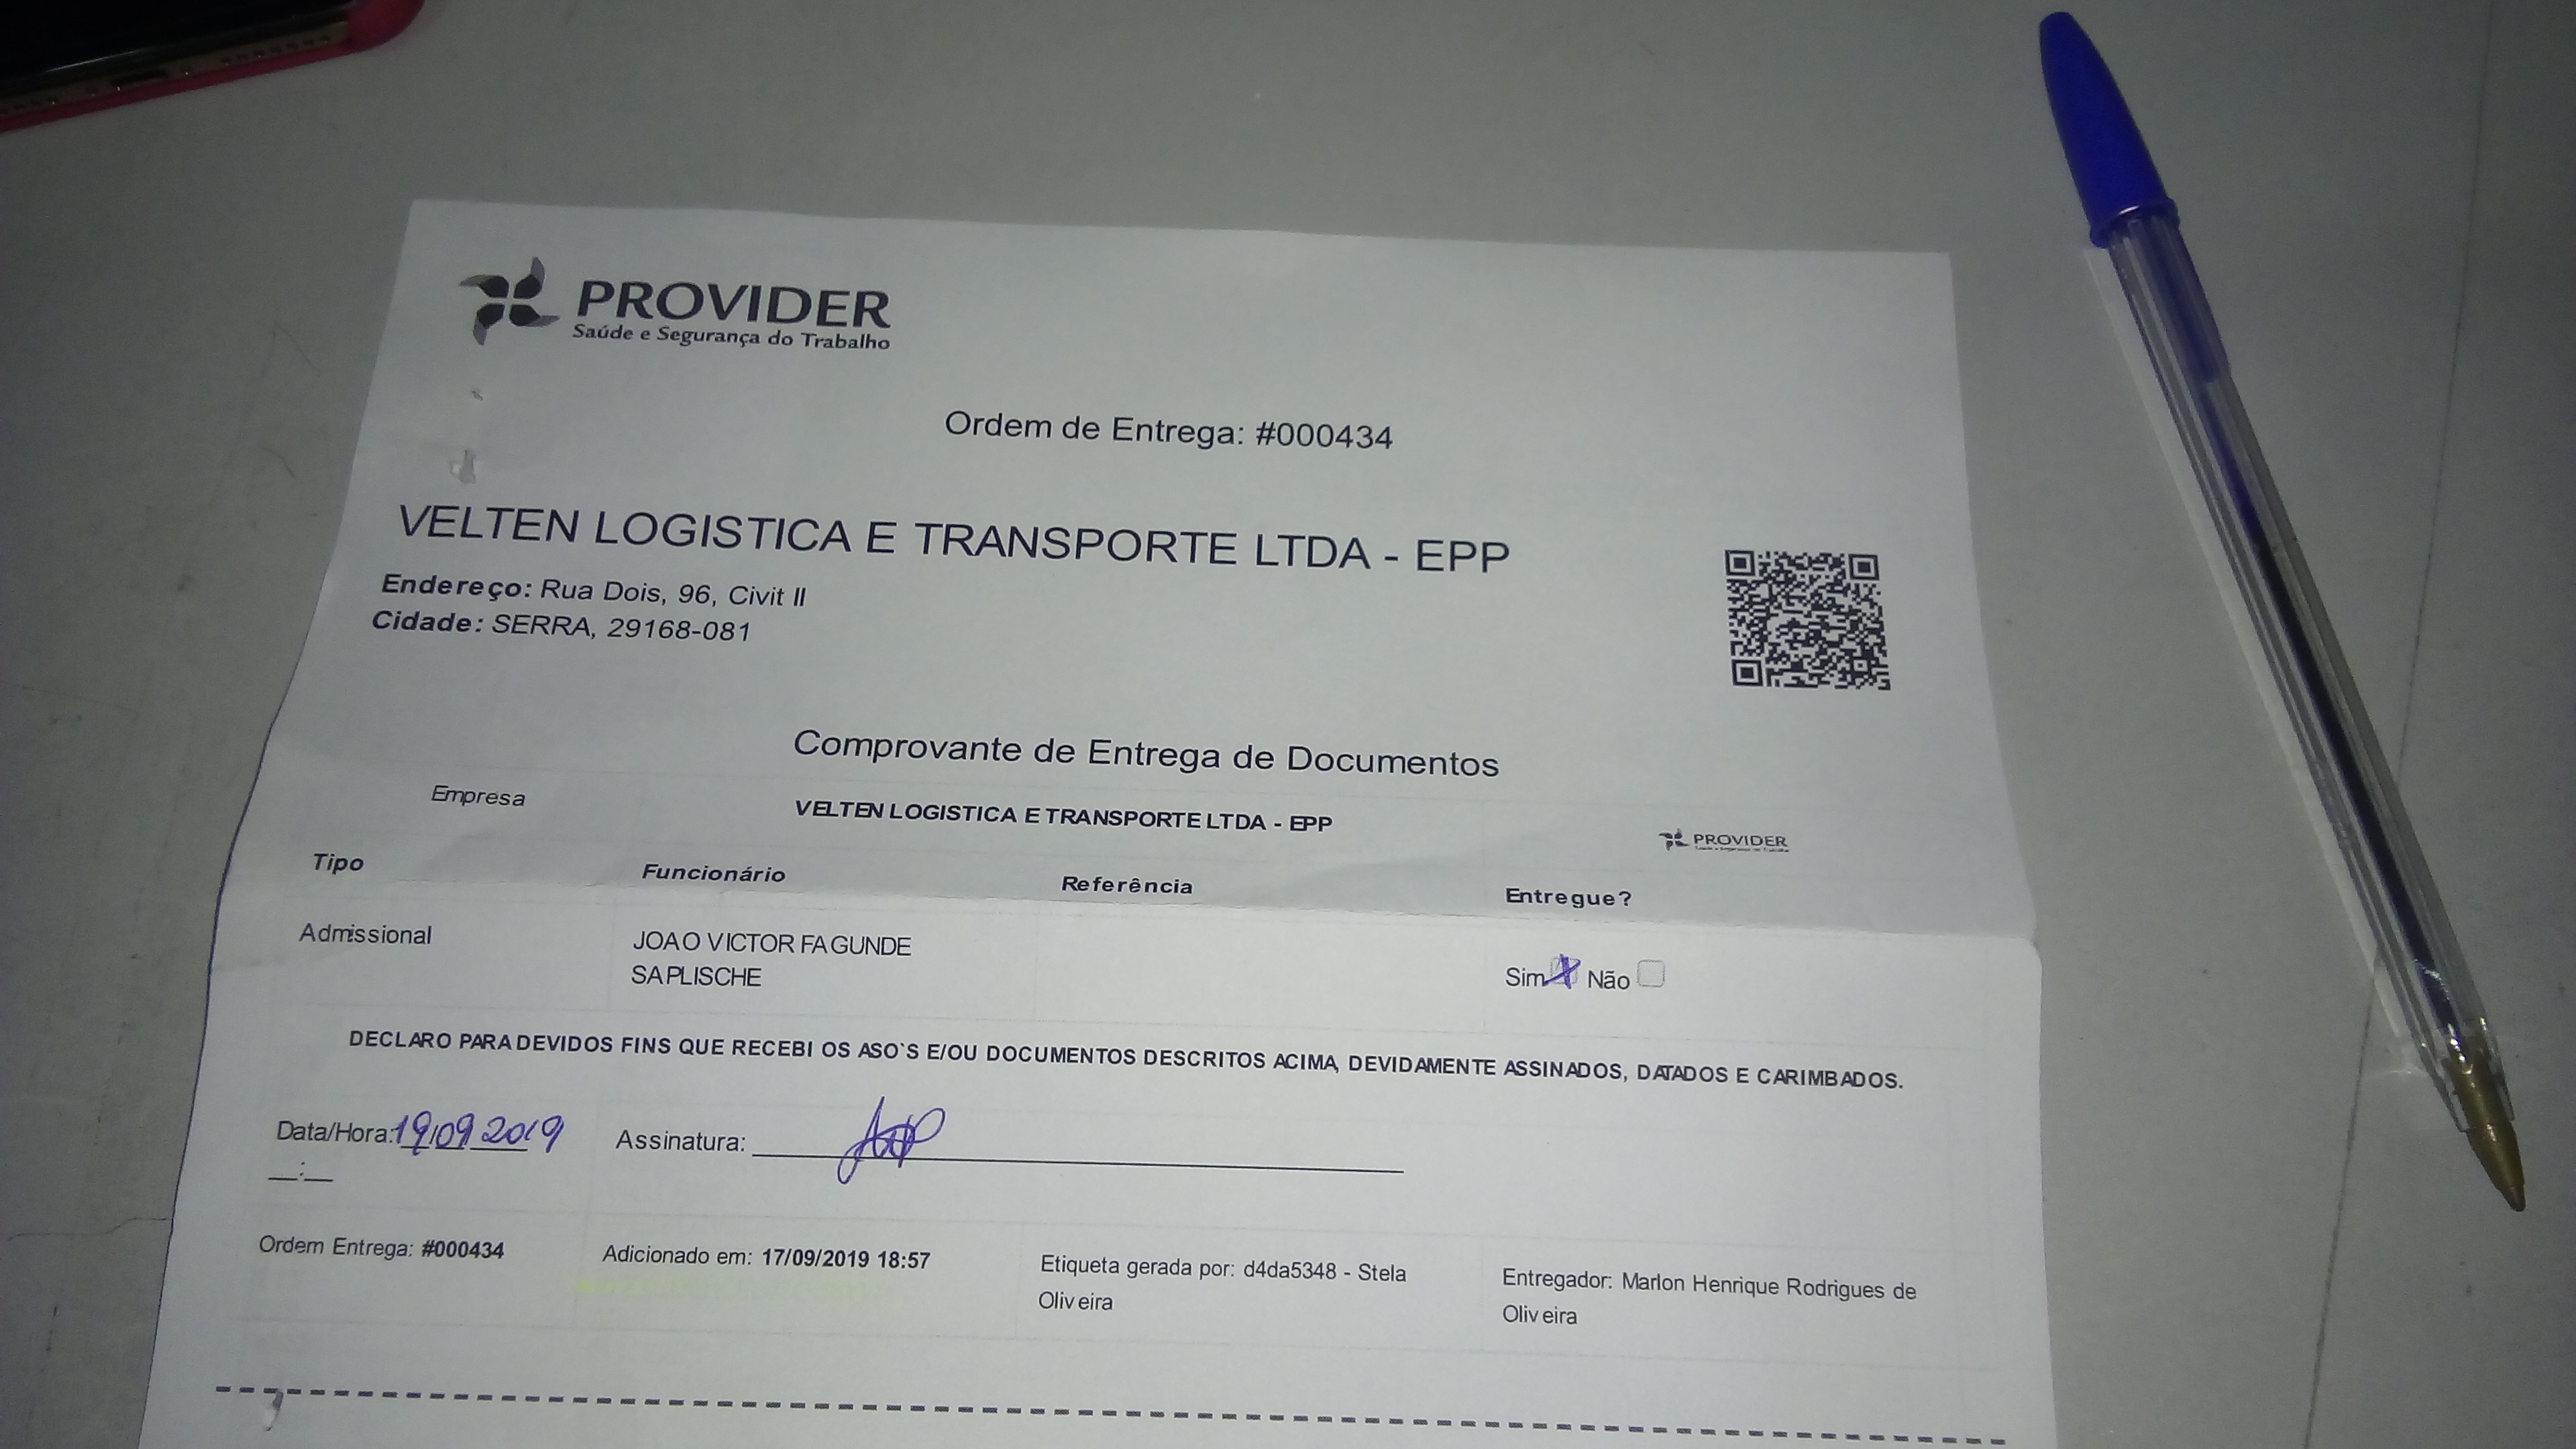 PROVIDER
Saúde e Segurança do Trabalho
Ordem de Entrega: #000434
VELTEN LOGISTICA E TRANSPORTE LTDA - EPP
Endereço: Rua Dois, 96, Civit II
Cidade: SERRA, 29168-081
Comprovante de Entrega de Documentos
Empresa VELTEN LOGISTICA E TRANSPORTE LTDA - EPP PROVIDER
Tipo Funcionário Referência Entregue?
Admissional JOAO VICTOR FAGUNDE
SAPLISCHE
Sim X Não
DECLARO PARA DEVIDOS FINS QUE RECEBI OS ASO`S E/OU DOCUMENTOS DESCRITOS ACIMA, DEVIDAMENTE ASSINADOS, DATADOS E CARIMBADOS.
Data/Hora: 19/09/2019 Assinatura:
__:__
Ordem Entrega: #000434 Adicionado em: 17/09/2019 18:57
Etiqueta gerada por: d4da5348 - Stela
Oliveira
Entregador: Marlon Henrique Rodrigues de
Oliveira